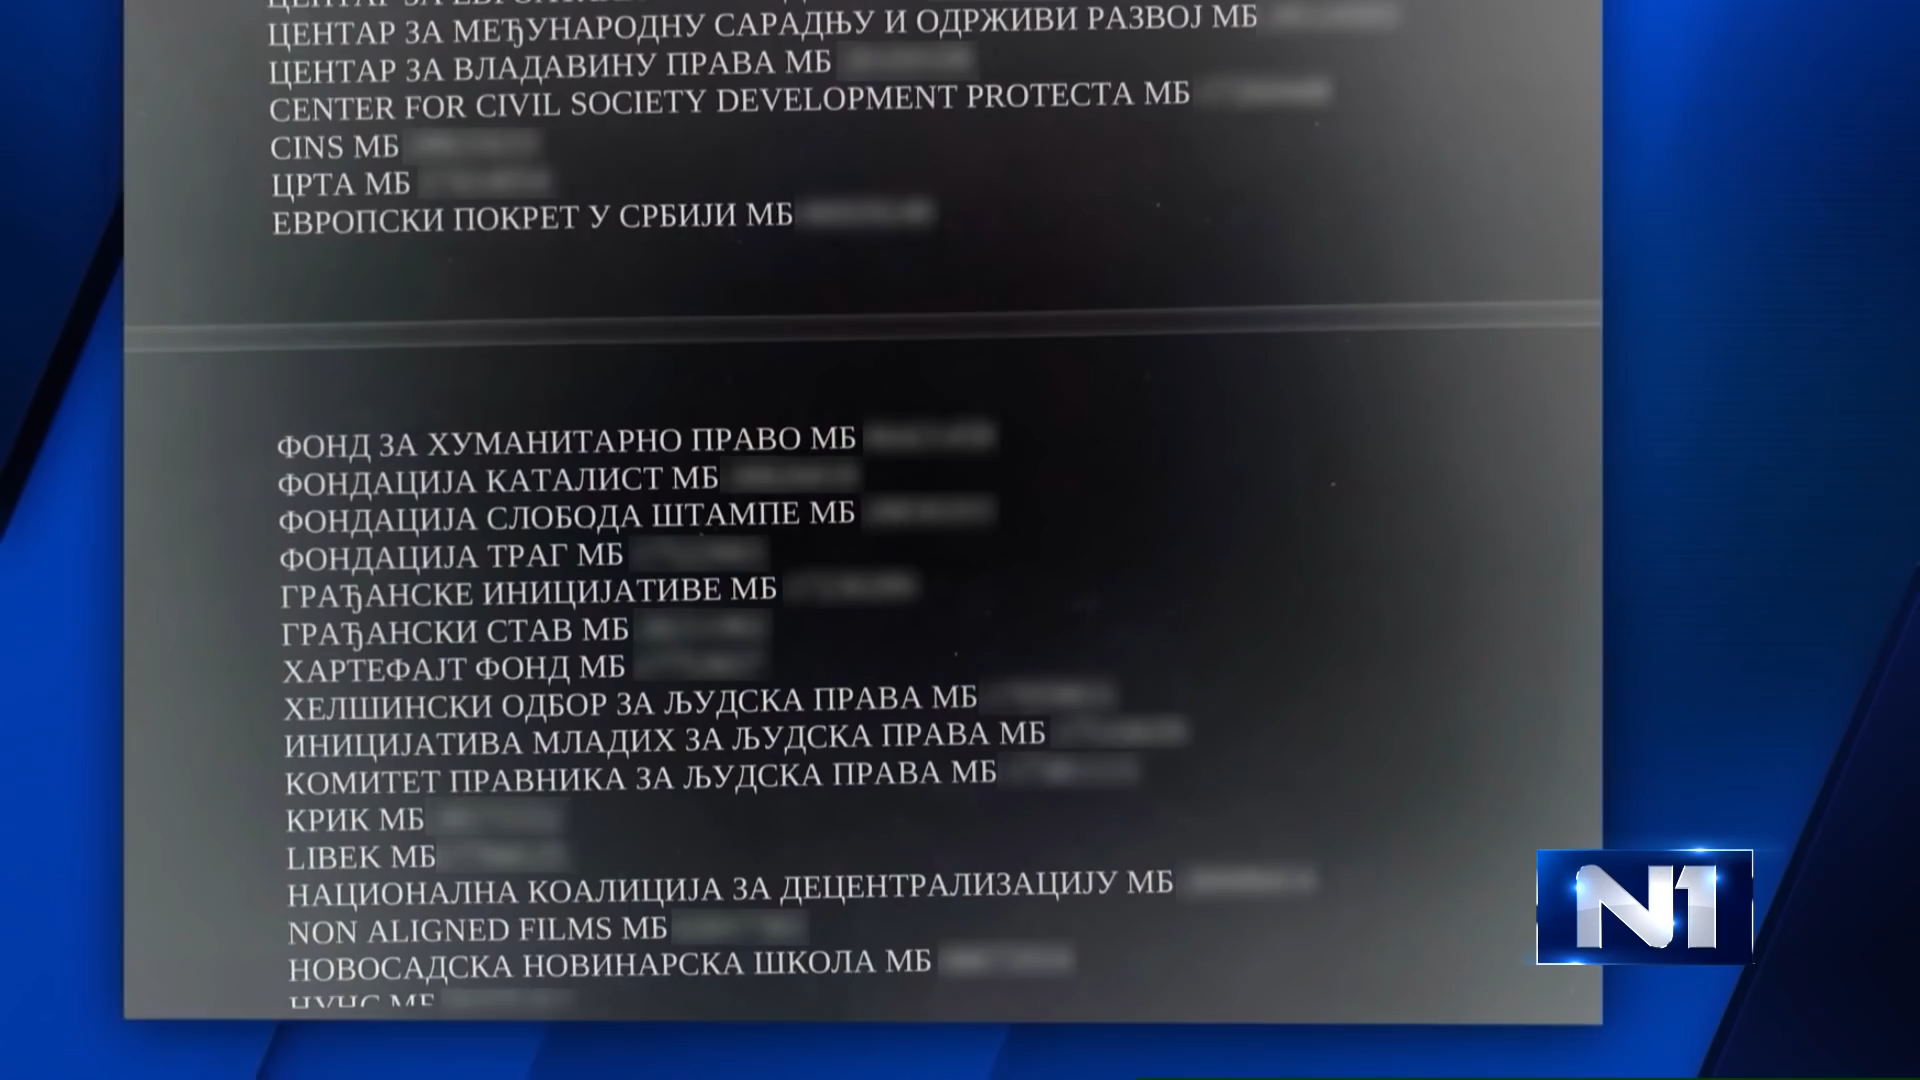 ЦЕНТАР ЗА
ЦЕНТАР ЗА МЕЂУНАРОДНУ САРАДЊУ И ОДРЖИВИ РАЗВОЈ МБ
ЦЕНТАР ЗА ВЛАДАВИНУ ПРАВА МБ
CENTER FOR CIVIL SOCIETY DEVELOPMENT PROTECTA МБ
CINS МБ
ЦРТА МБ
ЕВРОПСКИ ПОКРЕТ У СРБИЈИ МБ
ФОНД ЗА ХУМАНИТАРНО ПРАВО МБ
ФОНДАЦИЈА КАТАЛИСТ МБ
ФОНДАЦИЈА СЛОБОДА ШТАМПЕ МБ
ФОНДАЦИЈА ТРАГ МБ
ГРАЂАНСКЕ ИНИЦИЈАТИВЕ МБ
ГРАЂАНСКИ СТАВ МБ
ХАРТЕФАЈТ ФОНД МБ
ХЕЛШИНСКИ ОДБОР ЗА ЉУДСКА ПРАВА МБ
ИНИЦИЈАТИВА МЛАДИХ ЗА ЉУДСКА ПРАВА МБ
КОМИТЕТ ПРАВНИКА ЗА ЉУДСКА ПРАВА МБ
КРИК МБ
LIBEK МБ
НАЦИОНАЛНА КОАЛИЦИЈА ЗА ДЕЦЕНТРАЛИЗАЦИЈУ МБ
NON ALIGNED FILMS МБ
НОВОСАДСКА НОВИНАРСКА ШКОЛА МБ
НУНС МБ
N1